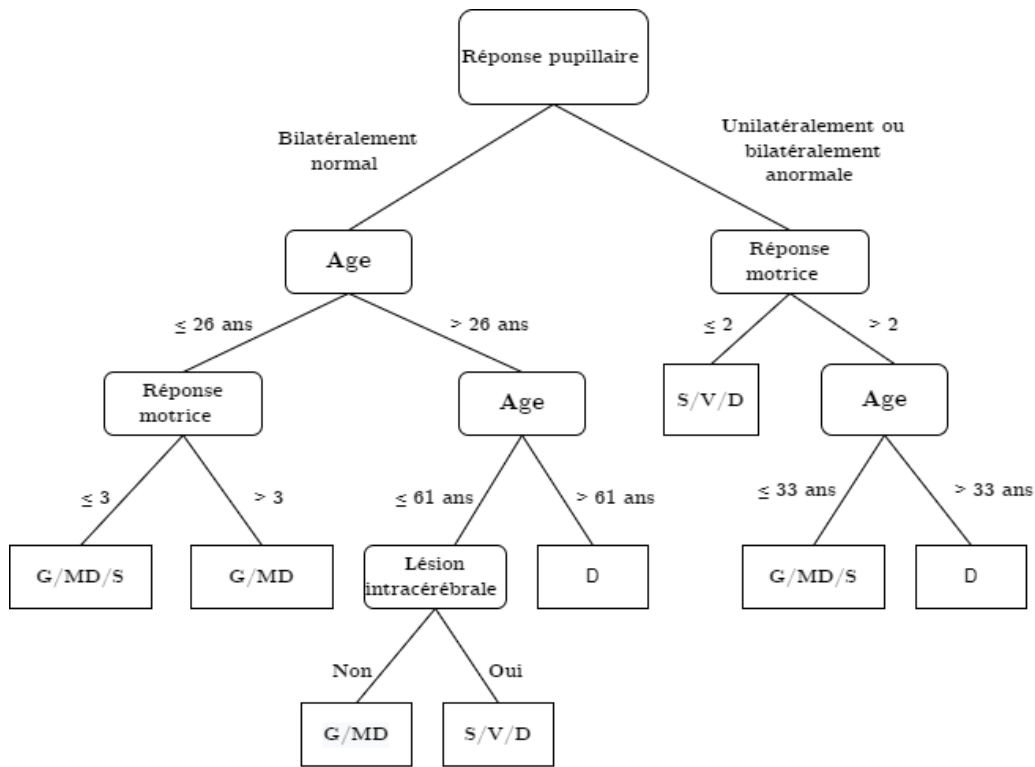 Réponse pupillaire
Bilatéralement
normal
Unilatéralement ou
bilatéralement
anormale
Age
Réponse
motrice
≤ 26 ans
> 26 ans
≤ 2
> 2
Réponse
motrice
Age
S/V/D
Age
≤ 3
> 3
≤ 61 ans
> 61 ans
≤ 33 ans
> 33 ans
G/MD/S
G/MD
Lésion
intracérébrale
D
G/MD/S
D
Non
Oui
G/MD
S/V/D